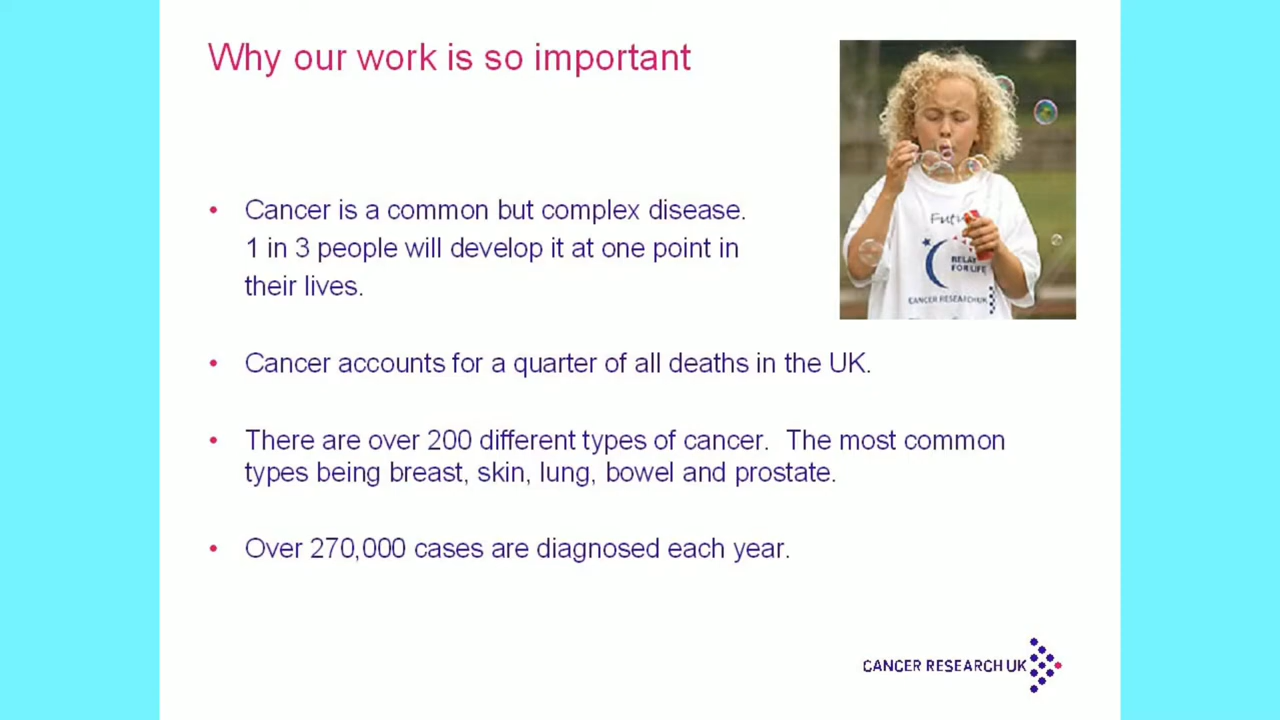 Why our work is so important
• Cancer is a common but complex disease.
1 in 3 people will develop it at one point in
their lives.
• Cancer accounts for a quarter of all deaths in the UK.
• There are over 200 different types of cancer.  The most common
types being breast, skin, lung, bowel and prostate.
• Over 270,000 cases are diagnosed each year.
RELAY
FOR LIFE
CANCER RESEARCH UK
CANCER RESEARCH UK